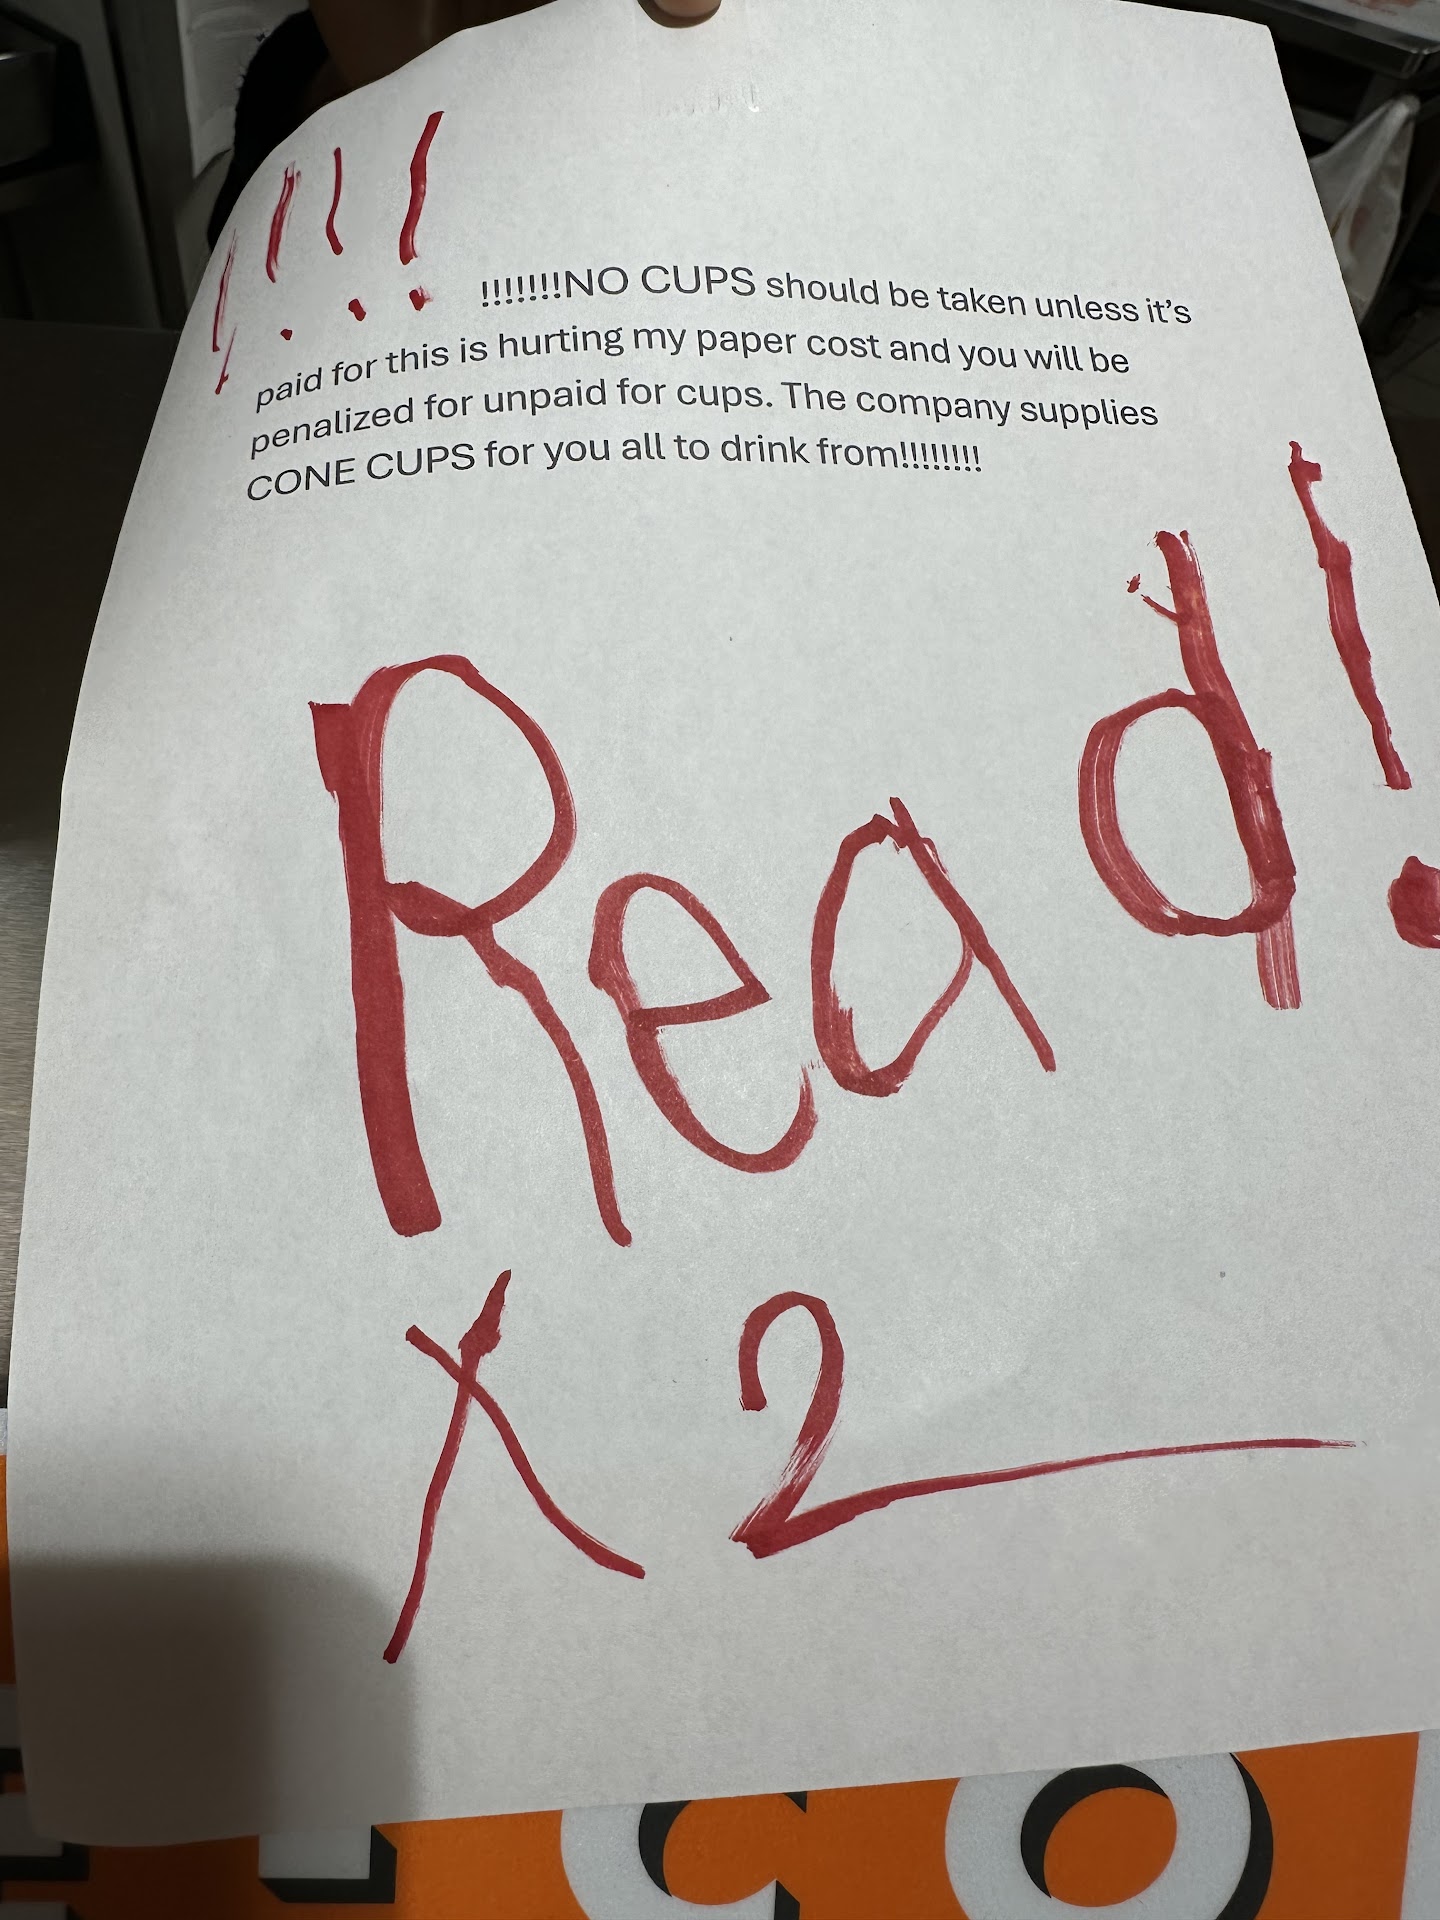 !!!!
!!!!!!!NO CUPS should be taken unless it's
paid for this is hurting my paper cost and you will be
penalized for unpaid for cups. The company supplies
CONE CUPS for you all to drink from!!!!!!!!
Read!
X2